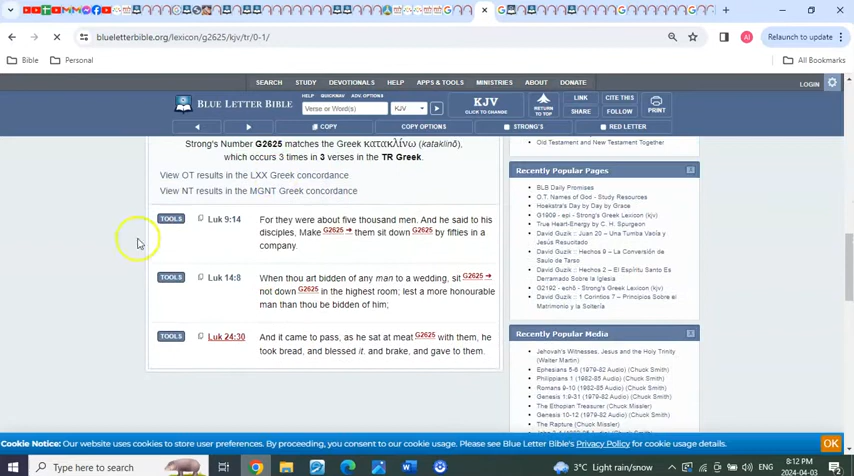 blueletterbible.org/lexicon/g2625/kjv/tr/0-1/
AI
Relaunch to update
Bible
Personal
All Bookmarks
SEARCH STUDY DEVOTIONALS HELP APPS & TOOLS MINISTRIES ABOUT DONATE
LOGIN
BLUE LETTER BIBLE
HELP QUICKNAV ADV. OPTIONS
Verse or Word(s)
KJV
KJV
CLICK TO CHANGE
RETURN
TO TOP
LINK
SHARE
CITE THIS
FOLLOW
PRINT
COPY
COPY OPTIONS
STRONG'S
RED LETTER
Strong's Number G2625 matches the Greek κατακλίνω (kataklinō),
which occurs 3 times in 3 verses in the TR Greek.
View OT results in the LXX Greek concordance
View NT results in the MGNT Greek concordance
TOOLS Luk 9:14 For they were about five thousand men. And he said to his
disciples, Make G2625 them sit down G2625 by fifties in a
company.
TOOLS Luk 14:8 When thou art bidden of any man to a wedding, sit G2625
not down G2625 in the highest room; lest a more honourable
man than thou be bidden of him;
TOOLS Luk 24:30 And it came to pass, as he sat at meat G2625 with them, he
took bread, and blessed it, and brake, and gave to them.
Old Testament and New Testament Together
Recently Popular Pages
BLB Daily Promises
O.T. Names of God - Study Resources
Hoekstra's Day by Day by Grace
G1909 - epi - Strong's Greek Lexicon (kjv)
True Heart-Energy by C. H. Spurgeon
David Guzik: Juan 20 – Una Tumba Vacía y
Jesús Resucitado
David Guzik: Hechos 9 – La Conversión de
Saulo de Tarso
David Guzik: Hechos 2 – El Espíritu Santo Es
Derramado Sobre la Iglesia
G2192 - echō - Strong's Greek Lexicon (kjv)
David Guzik: 1 Corintios 7 – Principios Sobre el
Matrimonio y la Soltería
Recently Popular Media
Jehovah's Witnesses, Jesus and the Holy Trinity
(Walter Martin)
Ephesians 5-6 (1979-82 Audio) (Chuck Smith)
Philippians 1 (1982-85 Audio) (Chuck Smith)
Romans 9-10 (1982-85 Audio) (Chuck Smith)
Genesis 1:9-31 (1979-82 Audio) (Chuck Smith)
The Ethiopian Treasurer (Chuck Missler)
Genesis 10-12 (1979-82 Audio) (Chuck Smith)
The Rapture (Chuck Smith)
Cookie Notice: Our website uses cookies to store user preferences. By proceeding, you consent to our cookie usage. Please see Blue Letter Bible's Privacy Policy for cookie usage details.
OK
Type here to search
3°C Light rain/snow
ENG
8:12 PM
2024-04-03